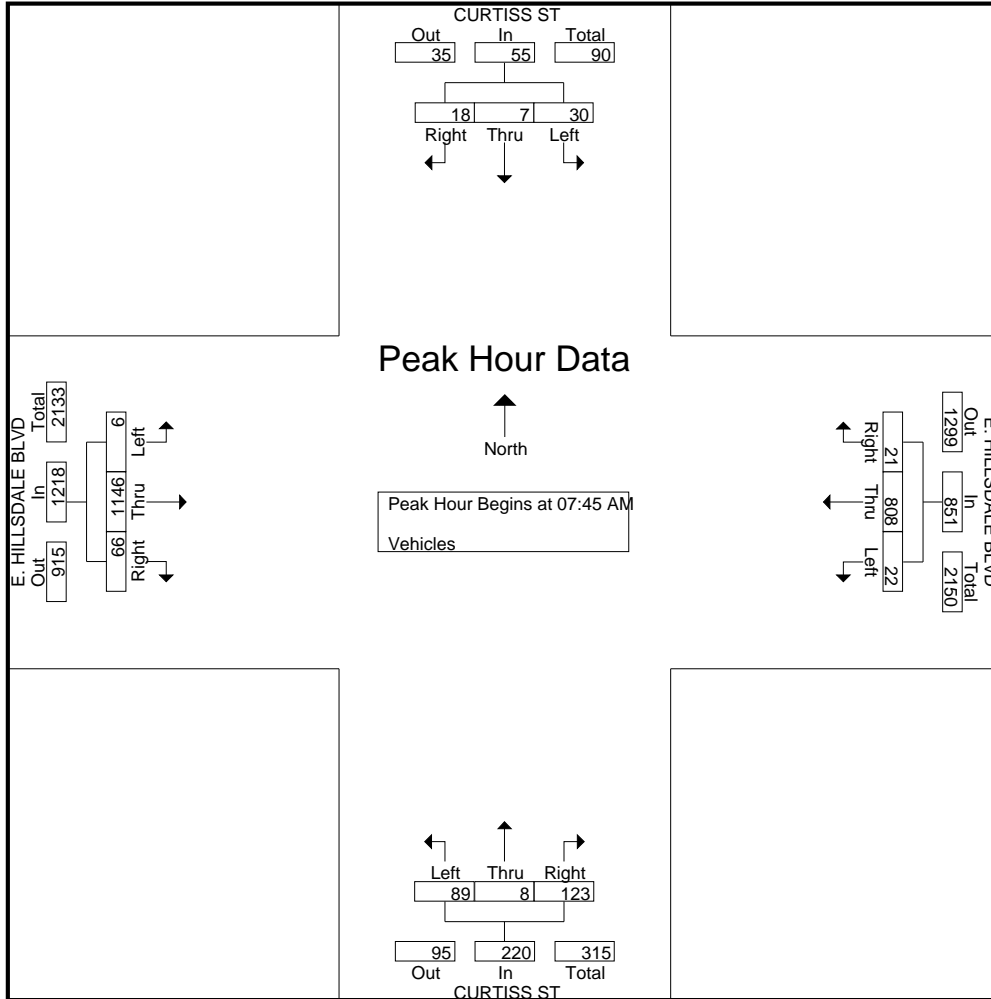 CURTISS ST
Out In Total
35 55 90
18 7 30
Right Thru Left
Peak Hour Data
North
Peak Hour Begins at 07:45 AM
Vehicles
E. HILLSDALE BLVD
Total In Out
2133 1218 915
6 1146 66
Left Thru Right
E. HILLSDALE BLVD
Out In Total
1299 851 2150
21 808 22
Right Thru Left
Left Thru Right
89 8 123
95 220 315
Out In Total
CURTISS ST